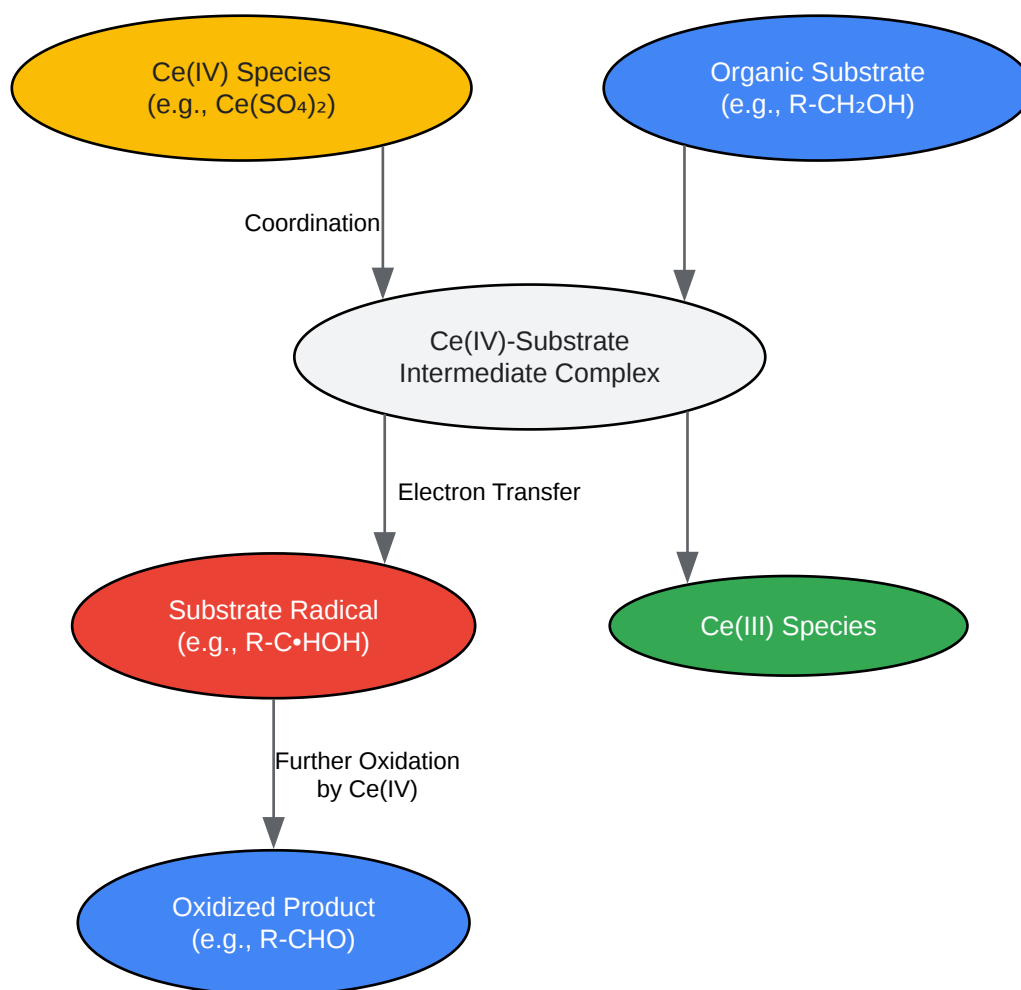 Ce(IV) Species
(e.g., Ce(SO₄)₂)
Organic Substrate
(e.g., R-CH₂OH)
Coordination
Ce(IV)-Substrate
Intermediate Complex
Electron Transfer
Substrate Radical
(e.g., R-C•HOH)
Ce(III) Species
Further Oxidation
by Ce(IV)
Oxidized Product
(e.g., R-CHO)